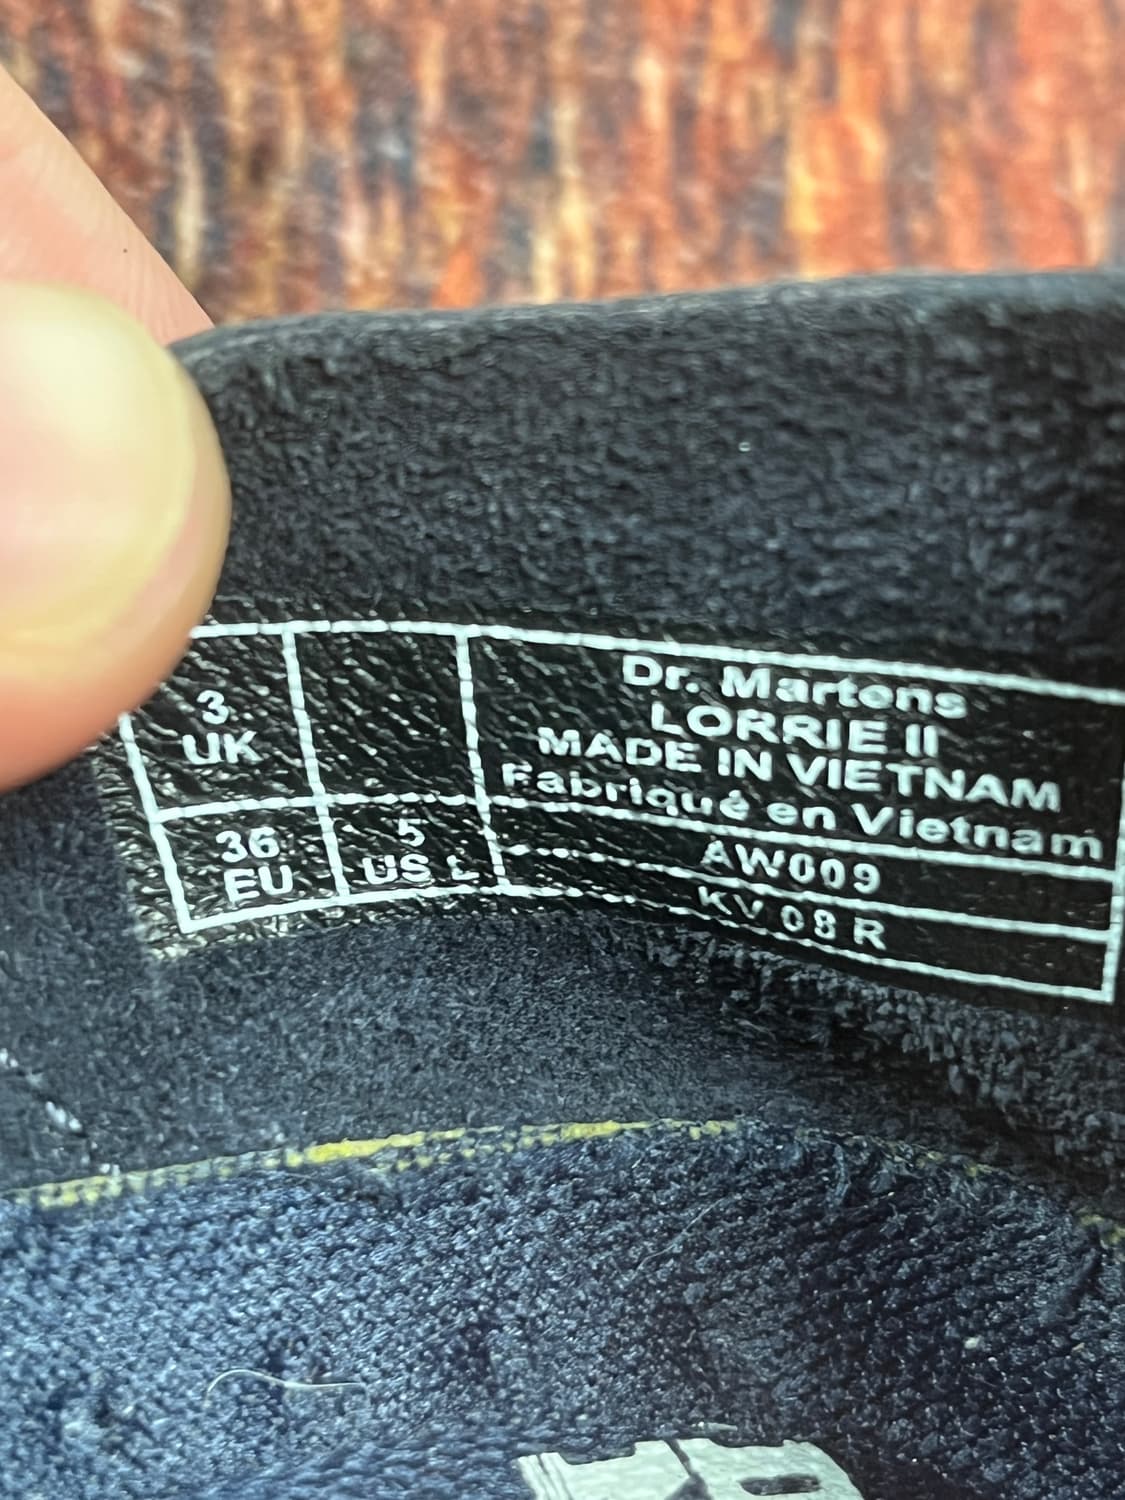 3
UK
36
EU
5
US L
Dr. Martens
LORRIE II
MADE IN VIETNAM
Fabriqué en Vietnam
AW009
KV 08 R